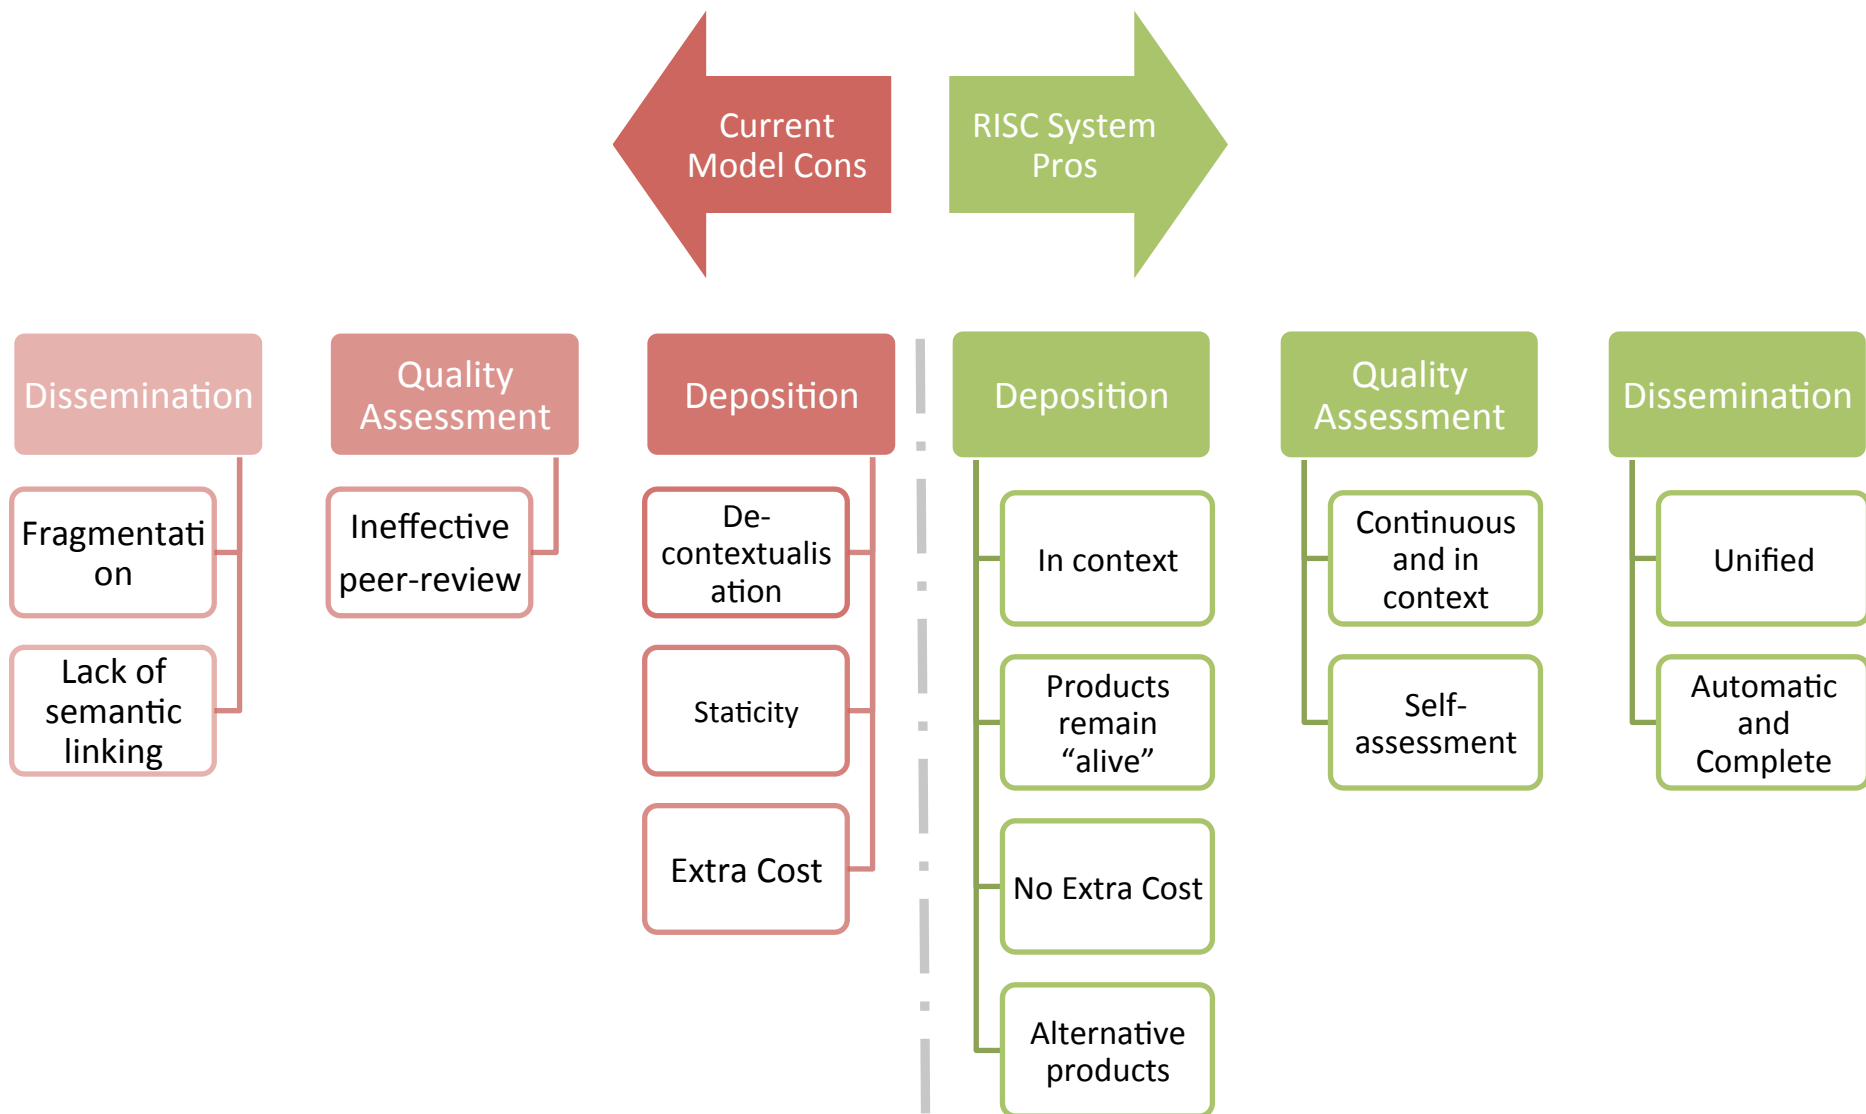 Current
Model Cons
RISC System
Pros
Dissemination
Fragmentati
on
Lack of
semantic
linking
Quality
Assessment
Ineffective
peer-review
Deposition
De-
contextualis
ation
Staticity
Extra Cost
Deposition
In context
Products
remain
“alive”
No Extra Cost
Alternative
products
Quality
Assessment
Continuous
and in
context
Self-
assessment
Dissemination
Unified
Automatic
and
Complete